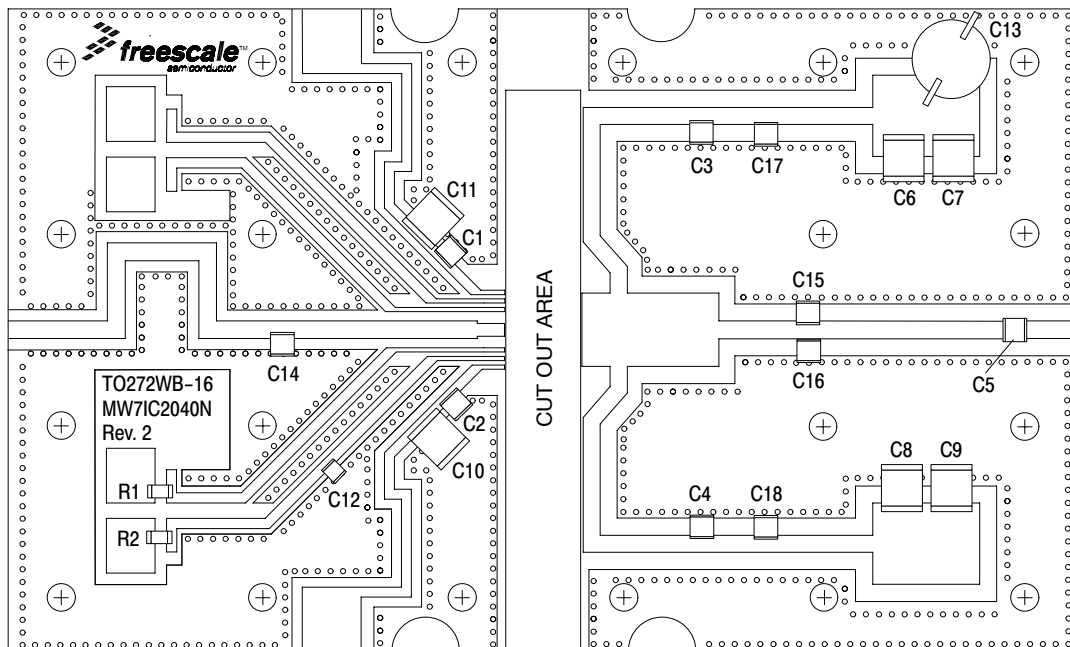 freescale™
semiconductor
C13
C3
C17
C6
C7
C11
C1
C15
C14
C16
C5
CUT OUT AREA
TO272WB-16
MW7IC2040N
Rev. 2
C2
C10
C12
R1
R2
C8
C9
C4
C18